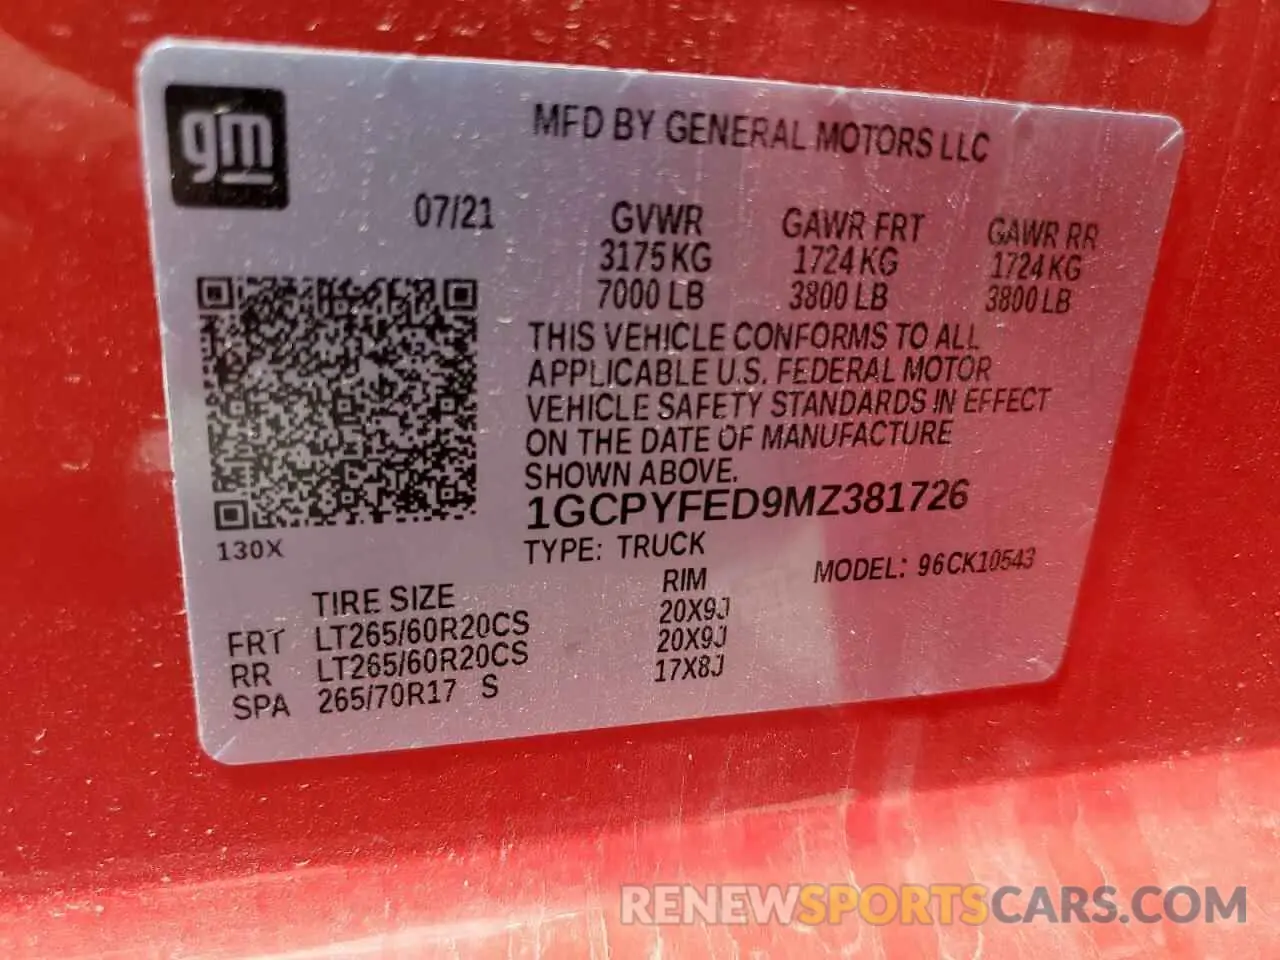 gm
MFD BY GENERAL MOTORS LLC
07/21
GVWR GAWR FRT GAWR RR
3175 KG 1724 KG 1724 KG
7000 LB 3800 LB 3800 LB
THIS VEHICLE CONFORMS TO ALL
APPLICABLE U.S. FEDERAL MOTOR
VEHICLE SAFETY STANDARDS IN EFFECT
ON THE DATE OF MANUFACTURE
SHOWN ABOVE.
1GCPYFED9MZ381726
130X
TYPE: TRUCK MODEL: 96CK10543
TIRE SIZE RIM
FRT LT265/60R20CS 20X9J
RR LT265/60R20CS 20X9J
SPA 265/70R17 S 17X8J
RENEWSPORTSCARS.COM